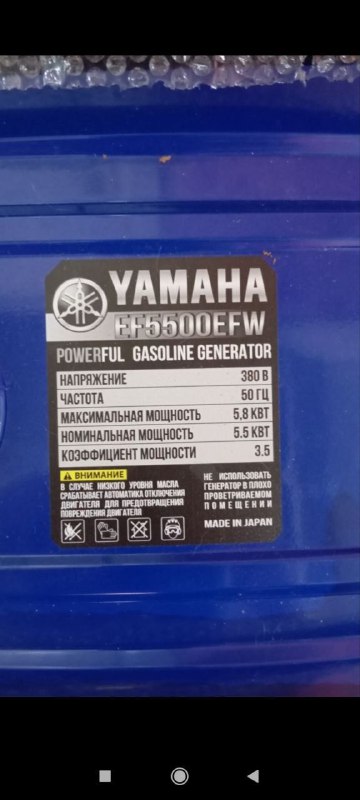 YAMAHA
EF5500EFW
POWERFUL GASOLINE GENERATOR
НАПРЯЖЕНИЕ 380 В
ЧАСТОТА 50 ГЦ
МАКСИМАЛЬНАЯ МОЩНОСТЬ 5.8 КВТ
НОМИНАЛЬНАЯ МОЩНОСТЬ 5.5 КВТ
КОЭФФИЦИЕНТ МОЩНОСТИ 3.5
ВНИМАНИЕ
В СЛУЧАЕ НИЗКОГО УРОВНЯ МАСЛА
СРАБАТЫВАЕТ АВТОМАТИКА ОТКЛЮЧЕНИЯ
ДВИГАТЕЛЯ ДЛЯ ПРЕДОТВРАЩЕНИЯ
ПОВРЕЖДЕНИЯ ДВИГАТЕЛЯ
НЕ ИСПОЛЬЗОВАТЬ
ГЕНЕРАТОР В ПЛОХО
ПРОВЕТРИВАЕМОМ
ПОМЕЩЕНИИ
MADE IN JAPAN